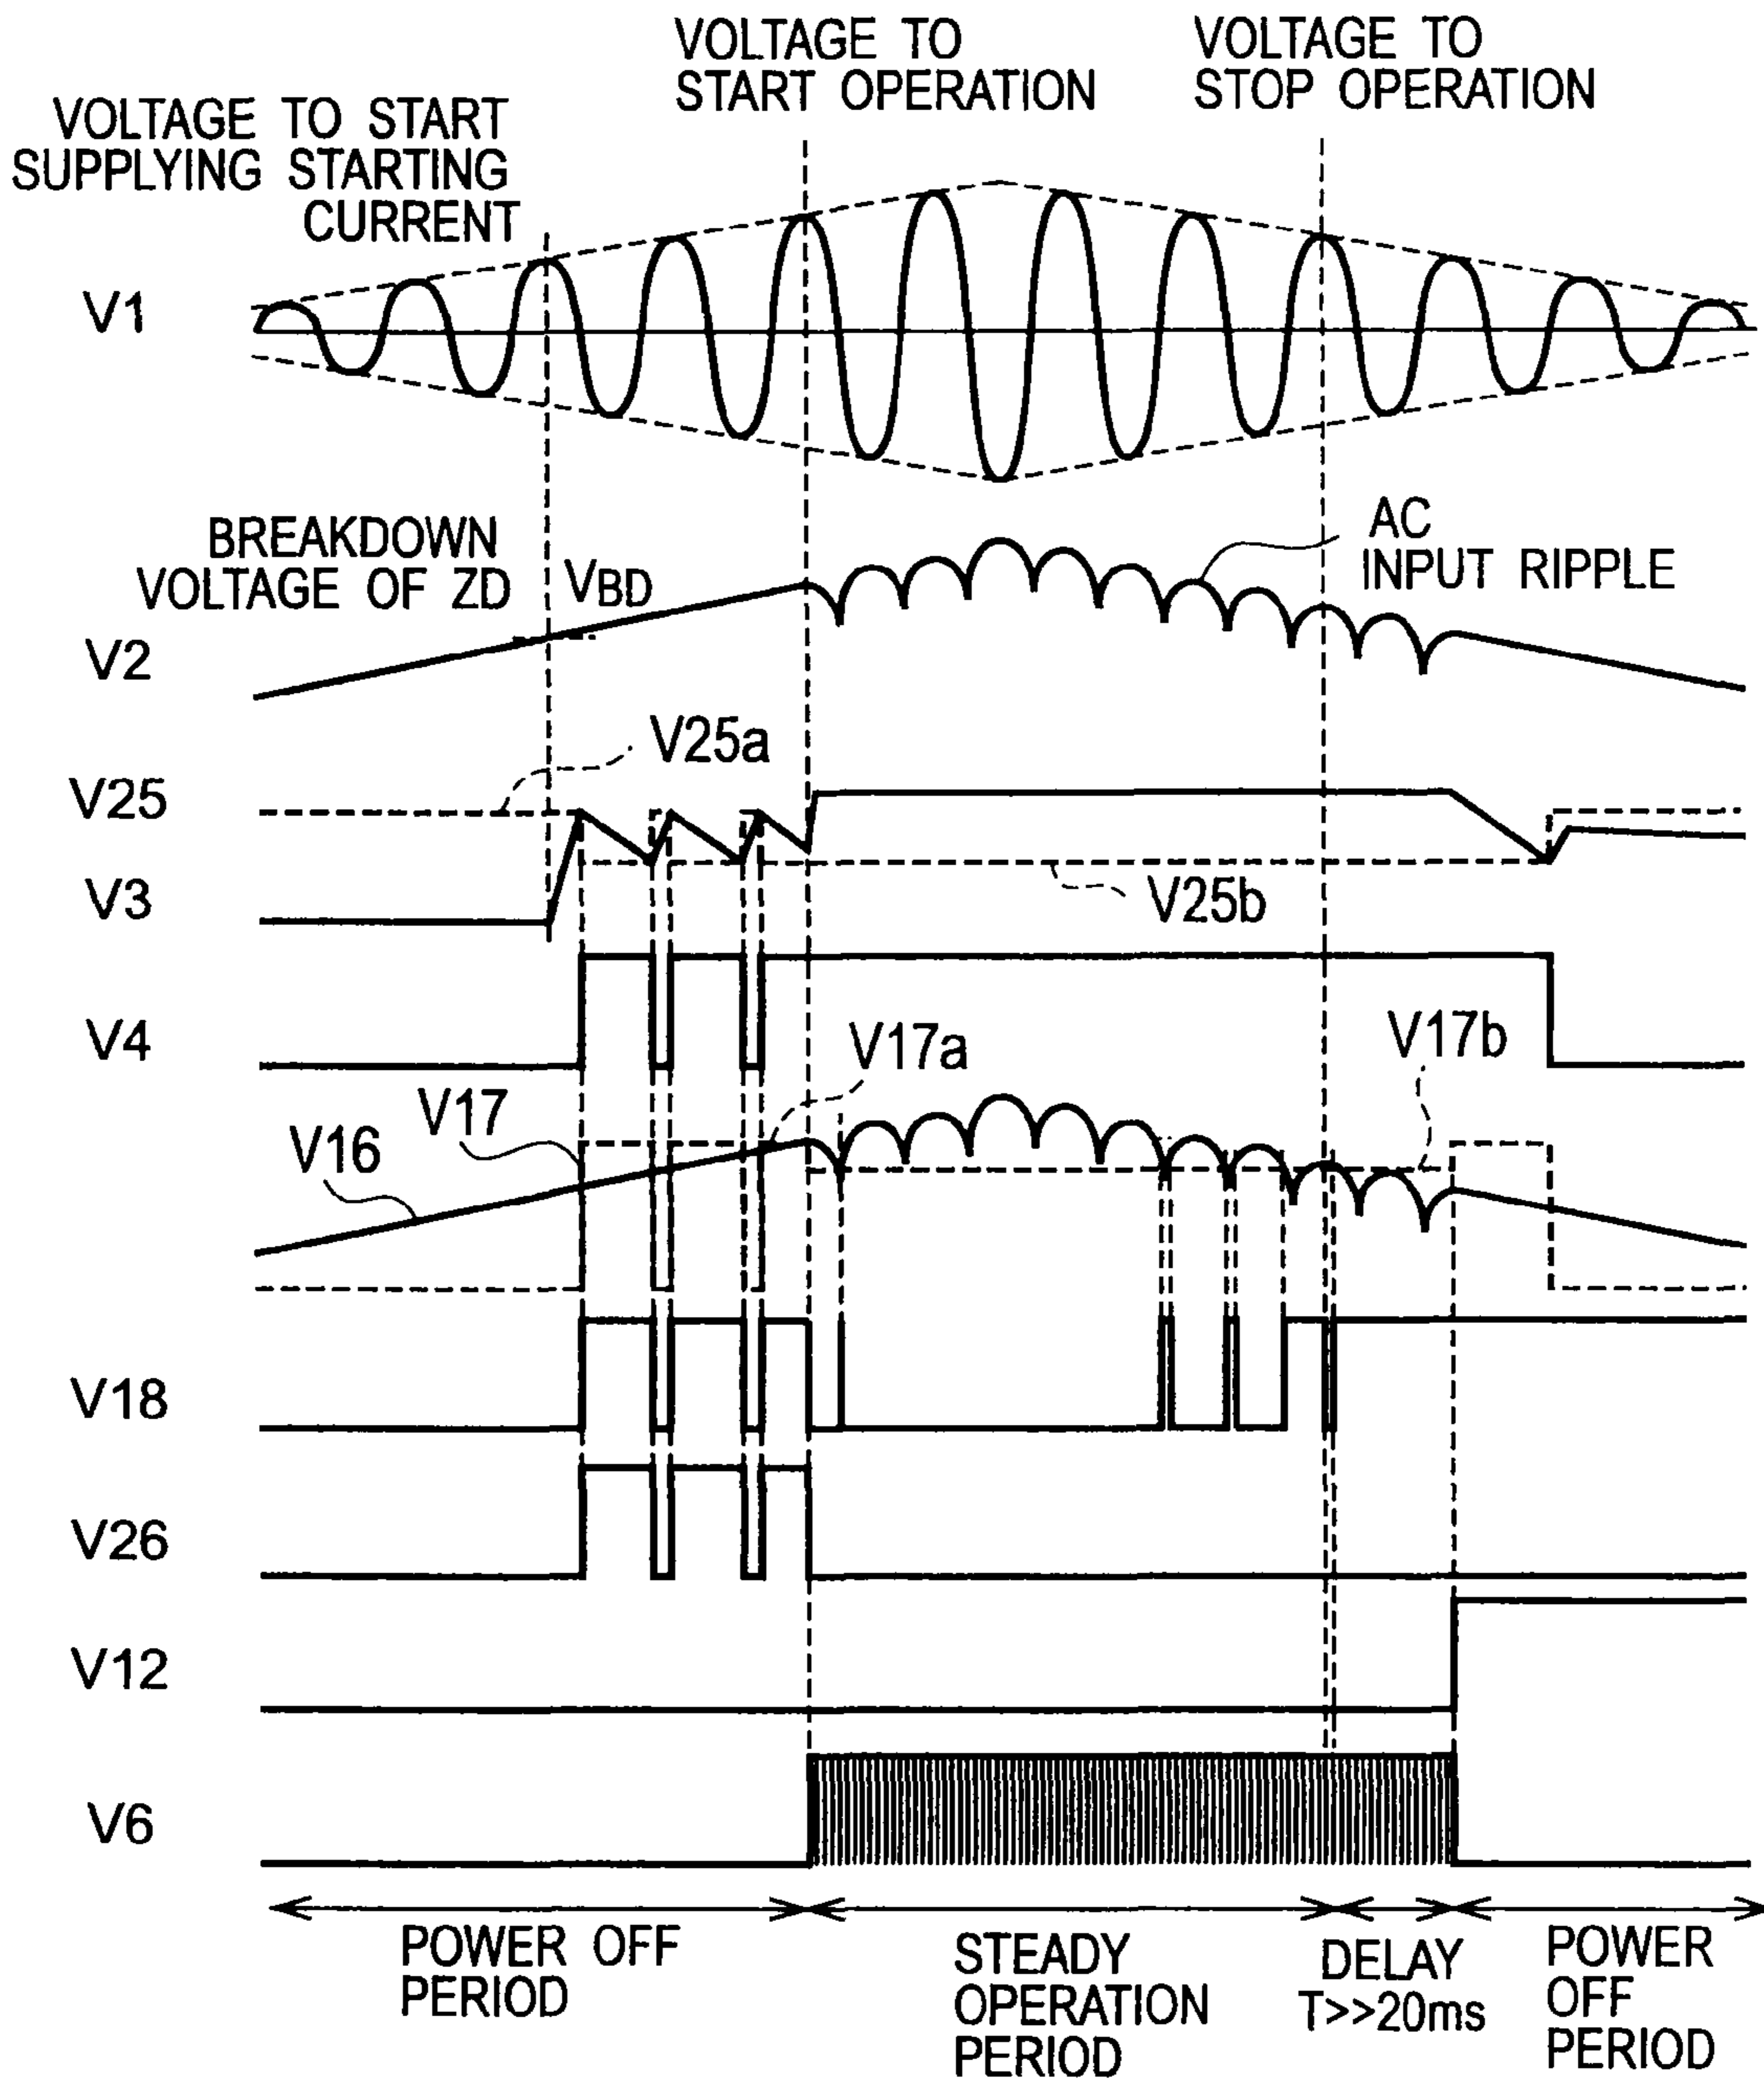 VOLTAGE TO
START OPERATION
VOLTAGE TO
STOP OPERATION
VOLTAGE TO START
SUPPLYING STARTING
CURRENT
V1
BREAKDOWN
VOLTAGE OF ZD
VBD
AC
INPUT RIPPLE
V2
V25a
V25
V3
V25b
V4
V17a
V17b
V17
V16
V18
V26
V12
V6
POWER OFF
PERIOD
STEADY
OPERATION
PERIOD
DELAY
T>>20ms
POWER
OFF
PERIOD